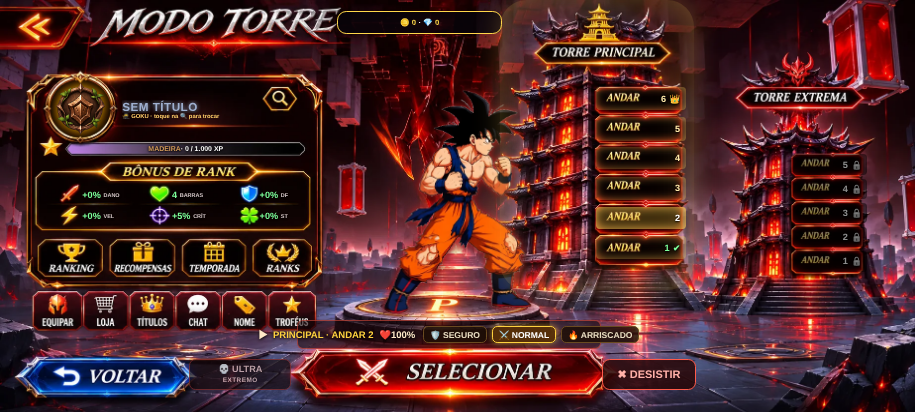 MODO TORRE
0 · 0
TORRE PRINCIPAL
TORRE EXTREMA
SEM TÍTULO
GOKU · toque na 🔍 para trocar
MADEIRA · 0 / 1.000 XP
BÔNUS DE RANK
+0% DANO
4 BARRAS
+0% DF
+0% VEL
+5% CRÍT
+0% ST
RANKING
RECOMPENSAS
TEMPORADA
RANKS
EQUIPAR
LOJA
TÍTULOS
CHAT
NOME
TROFÉUS
ANDAR 6
ANDAR 5
ANDAR 4
ANDAR 3
ANDAR 2
ANDAR 1 ✓
ANDAR 5
ANDAR 4
ANDAR 3
ANDAR 2
ANDAR 1
P
▶ PRINCIPAL · ANDAR 2 ❤️100%
SEGURO
NORMAL
ARRISCADO
VOLTAR
ULTRA
EXTREMO
SELECIONAR
✖ DESISTIR